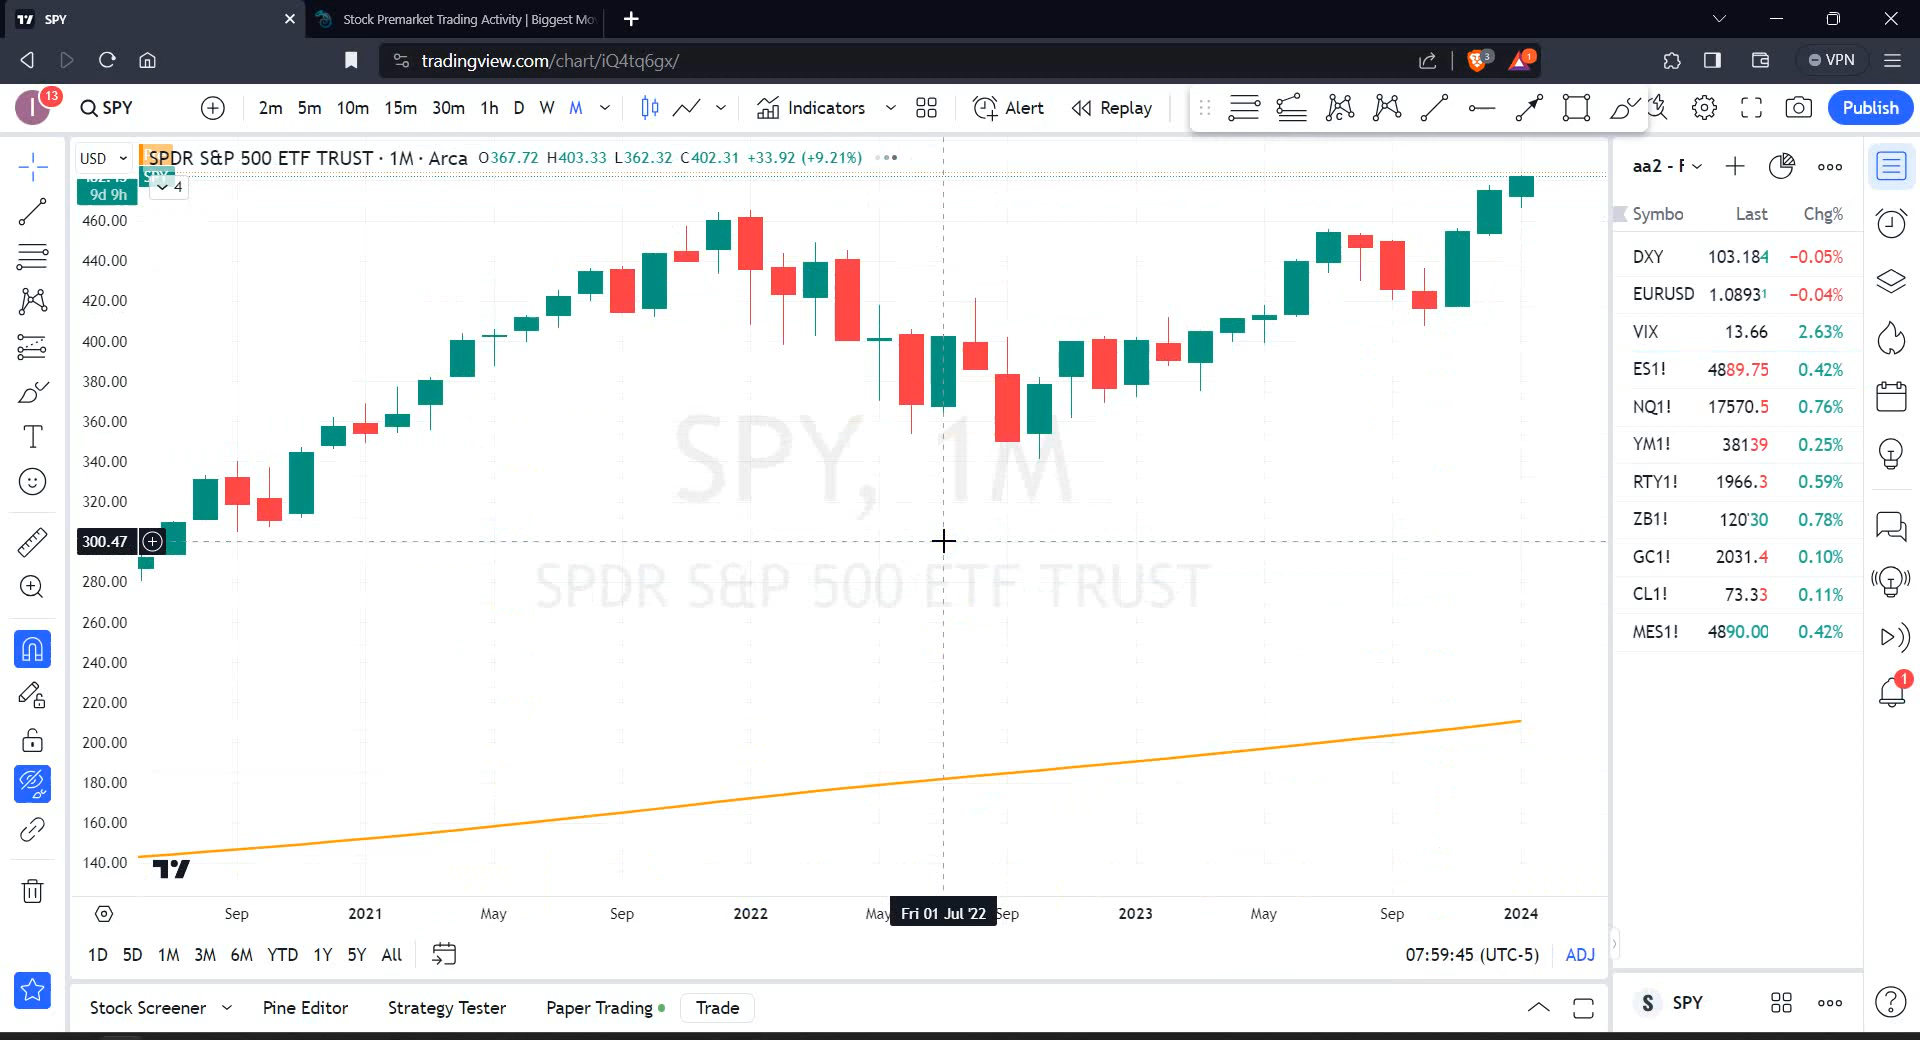 SPY
Stock Premarket Trading Activity | Biggest Mo
tradingview.com/chart/iQ4tq6gx/
3
1
VPN
I
13
SPY
2m 5m 10m 15m 30m 1h D W M
Indicators
Alert
Replay
Publish
USD
SPDR S&P 500 ETF TRUST · 1M · Arca O367.72 H403.33 L362.32 C402.31 +33.92 (+9.21%)
9d 9h
SPY
4
460.00
440.00
420.00
400.00
380.00
360.00
340.00
320.00
300.47
280.00
260.00
240.00
220.00
200.00
180.00
160.00
140.00
SPY, 1M
SPDR S&P 500 ETF TRUST
Sep 2021 May Sep 2022 May Fri 01 Jul '22 Sep 2023 May Sep 2024
1D 5D 1M 3M 6M YTD 1Y 5Y All
07:59:45 (UTC-5) ADJ
Stock Screener Pine Editor Strategy Tester Paper Trading Trade
aa2 - F
Symbo Last Chg%
DXY 103.184 −0.05%
EURUSD 1.08931 −0.04%
VIX 13.66 2.63%
ES1! 4889.75 0.42%
NQ1! 17570.5 0.76%
YM1! 38139 0.25%
RTY1! 1966.3 0.59%
ZB1! 120'30 0.78%
GC1! 2031.4 0.10%
CL1! 73.33 0.11%
MES1! 4890.00 0.42%
1
S SPY